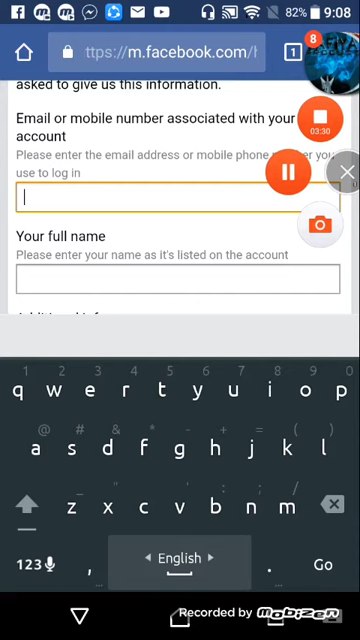 82% 9:08
ttps://m.facebook.com/h
1
8
asked to give us this information.
03:30
Email or mobile number associated with your
account
Please enter the email address or mobile phone number you
use to log in
Your full name
Please enter your name as it's listed on the account
1 2 3 4 5 6 7 8 9 0
q w e r t y u i o p
@ # & * - + = ( )
a s d f g h j k l
_ " ' : ; /
z x c v b n m
123 , English . Go
Recorded by mobizen